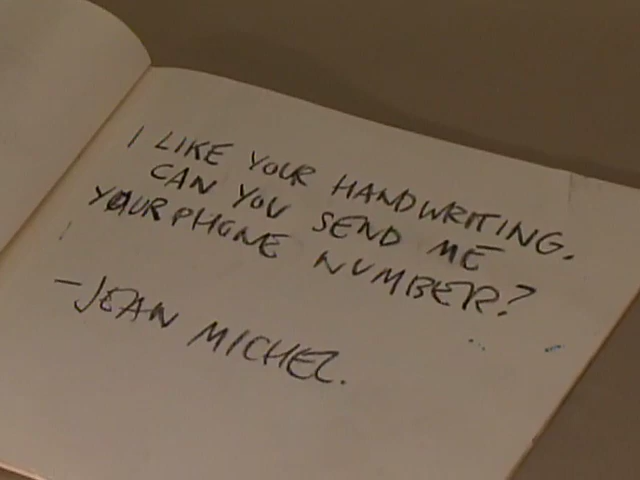 I LIKE YOUR HANDWRITING.
CAN YOU SEND ME
YOUR PHONE NUMBER?
-JEAN MICHEL.